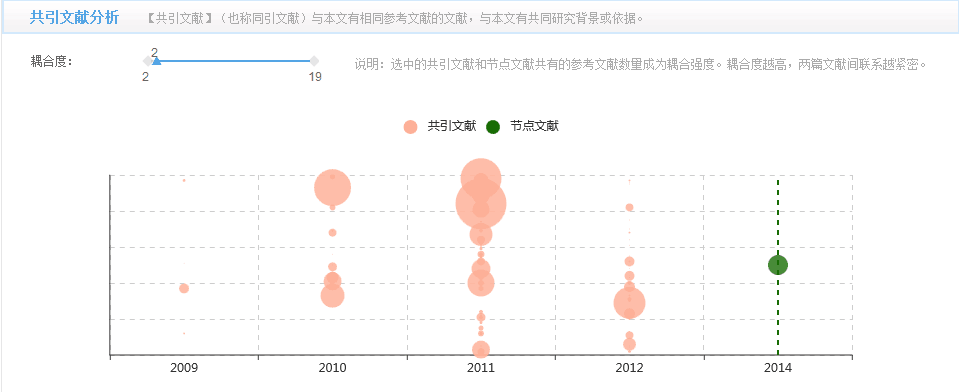 共引文献分析 【共引文献】（也称同引文献）与本文有相同参考文献的文献，与本文有共同研究背景或依据。
耦合度： 2 2 19 说明：选中的共引文献和节点文献共有的参考文献数量成为耦合强度。耦合度越高，两篇文献间联系越紧密。
共引文献 节点文献
2009 2010 2011 2012 2014